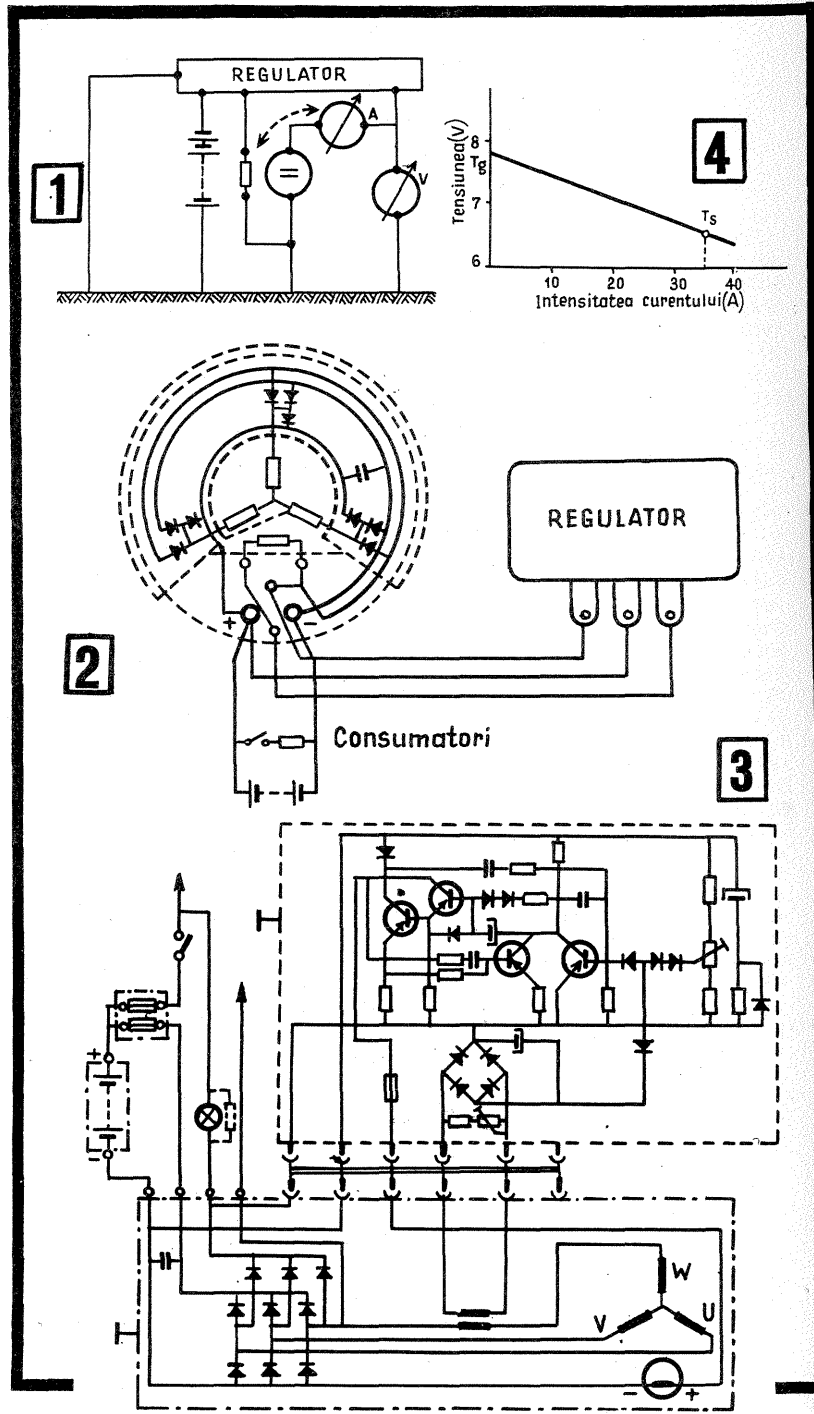 REGULATOR
A
=
V
1
Tensiunea (V)
8
Tg
7
6
Ts
10 20 30 40
Intensitatea curentului (A)
4
REGULATOR
+ -
2
Consumatori
3
+
-
W
V
U
- +